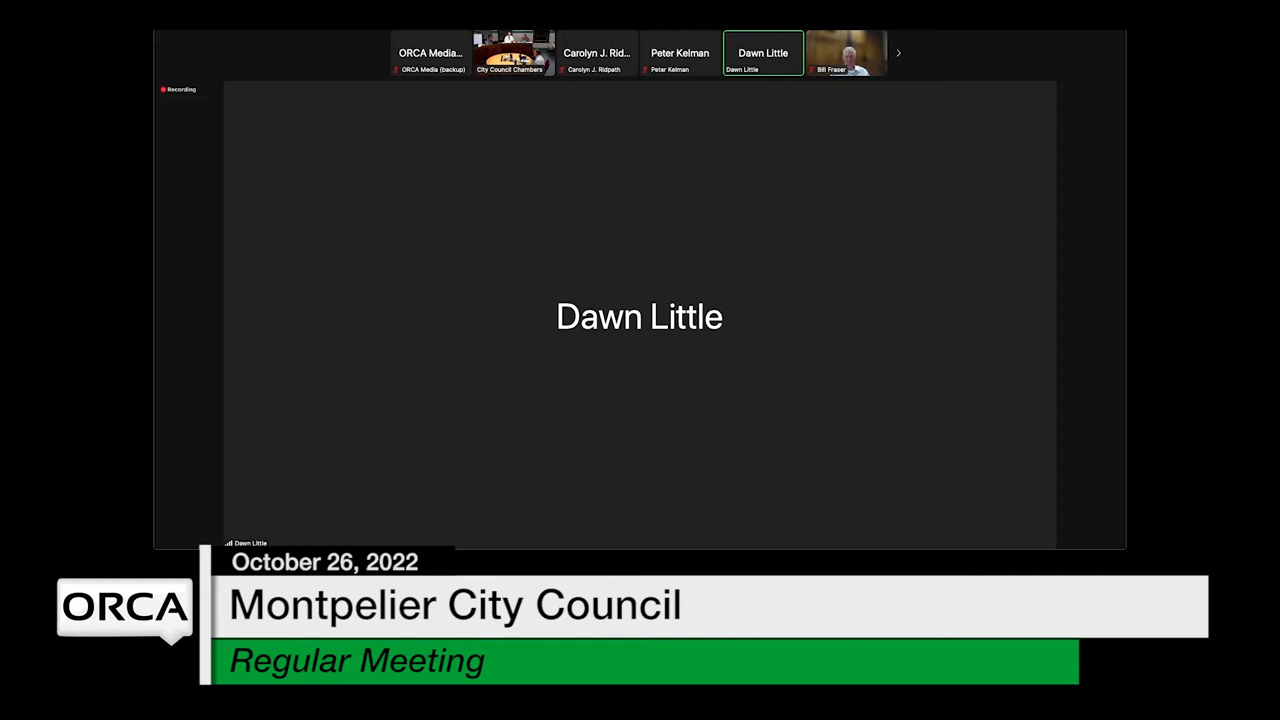 ORCA Media...
Carolyn J. Rid...
Peter Kelman
Dawn Little
ORCA Media (backup)
City Council Chambers
Carolyn J. Ridpath
Peter Kelman
Dawn Little
Bill Fraser
Recording
Dawn Little
Dawn Little
October 26, 2022
ORCA
Montpelier City Council
Regular Meeting